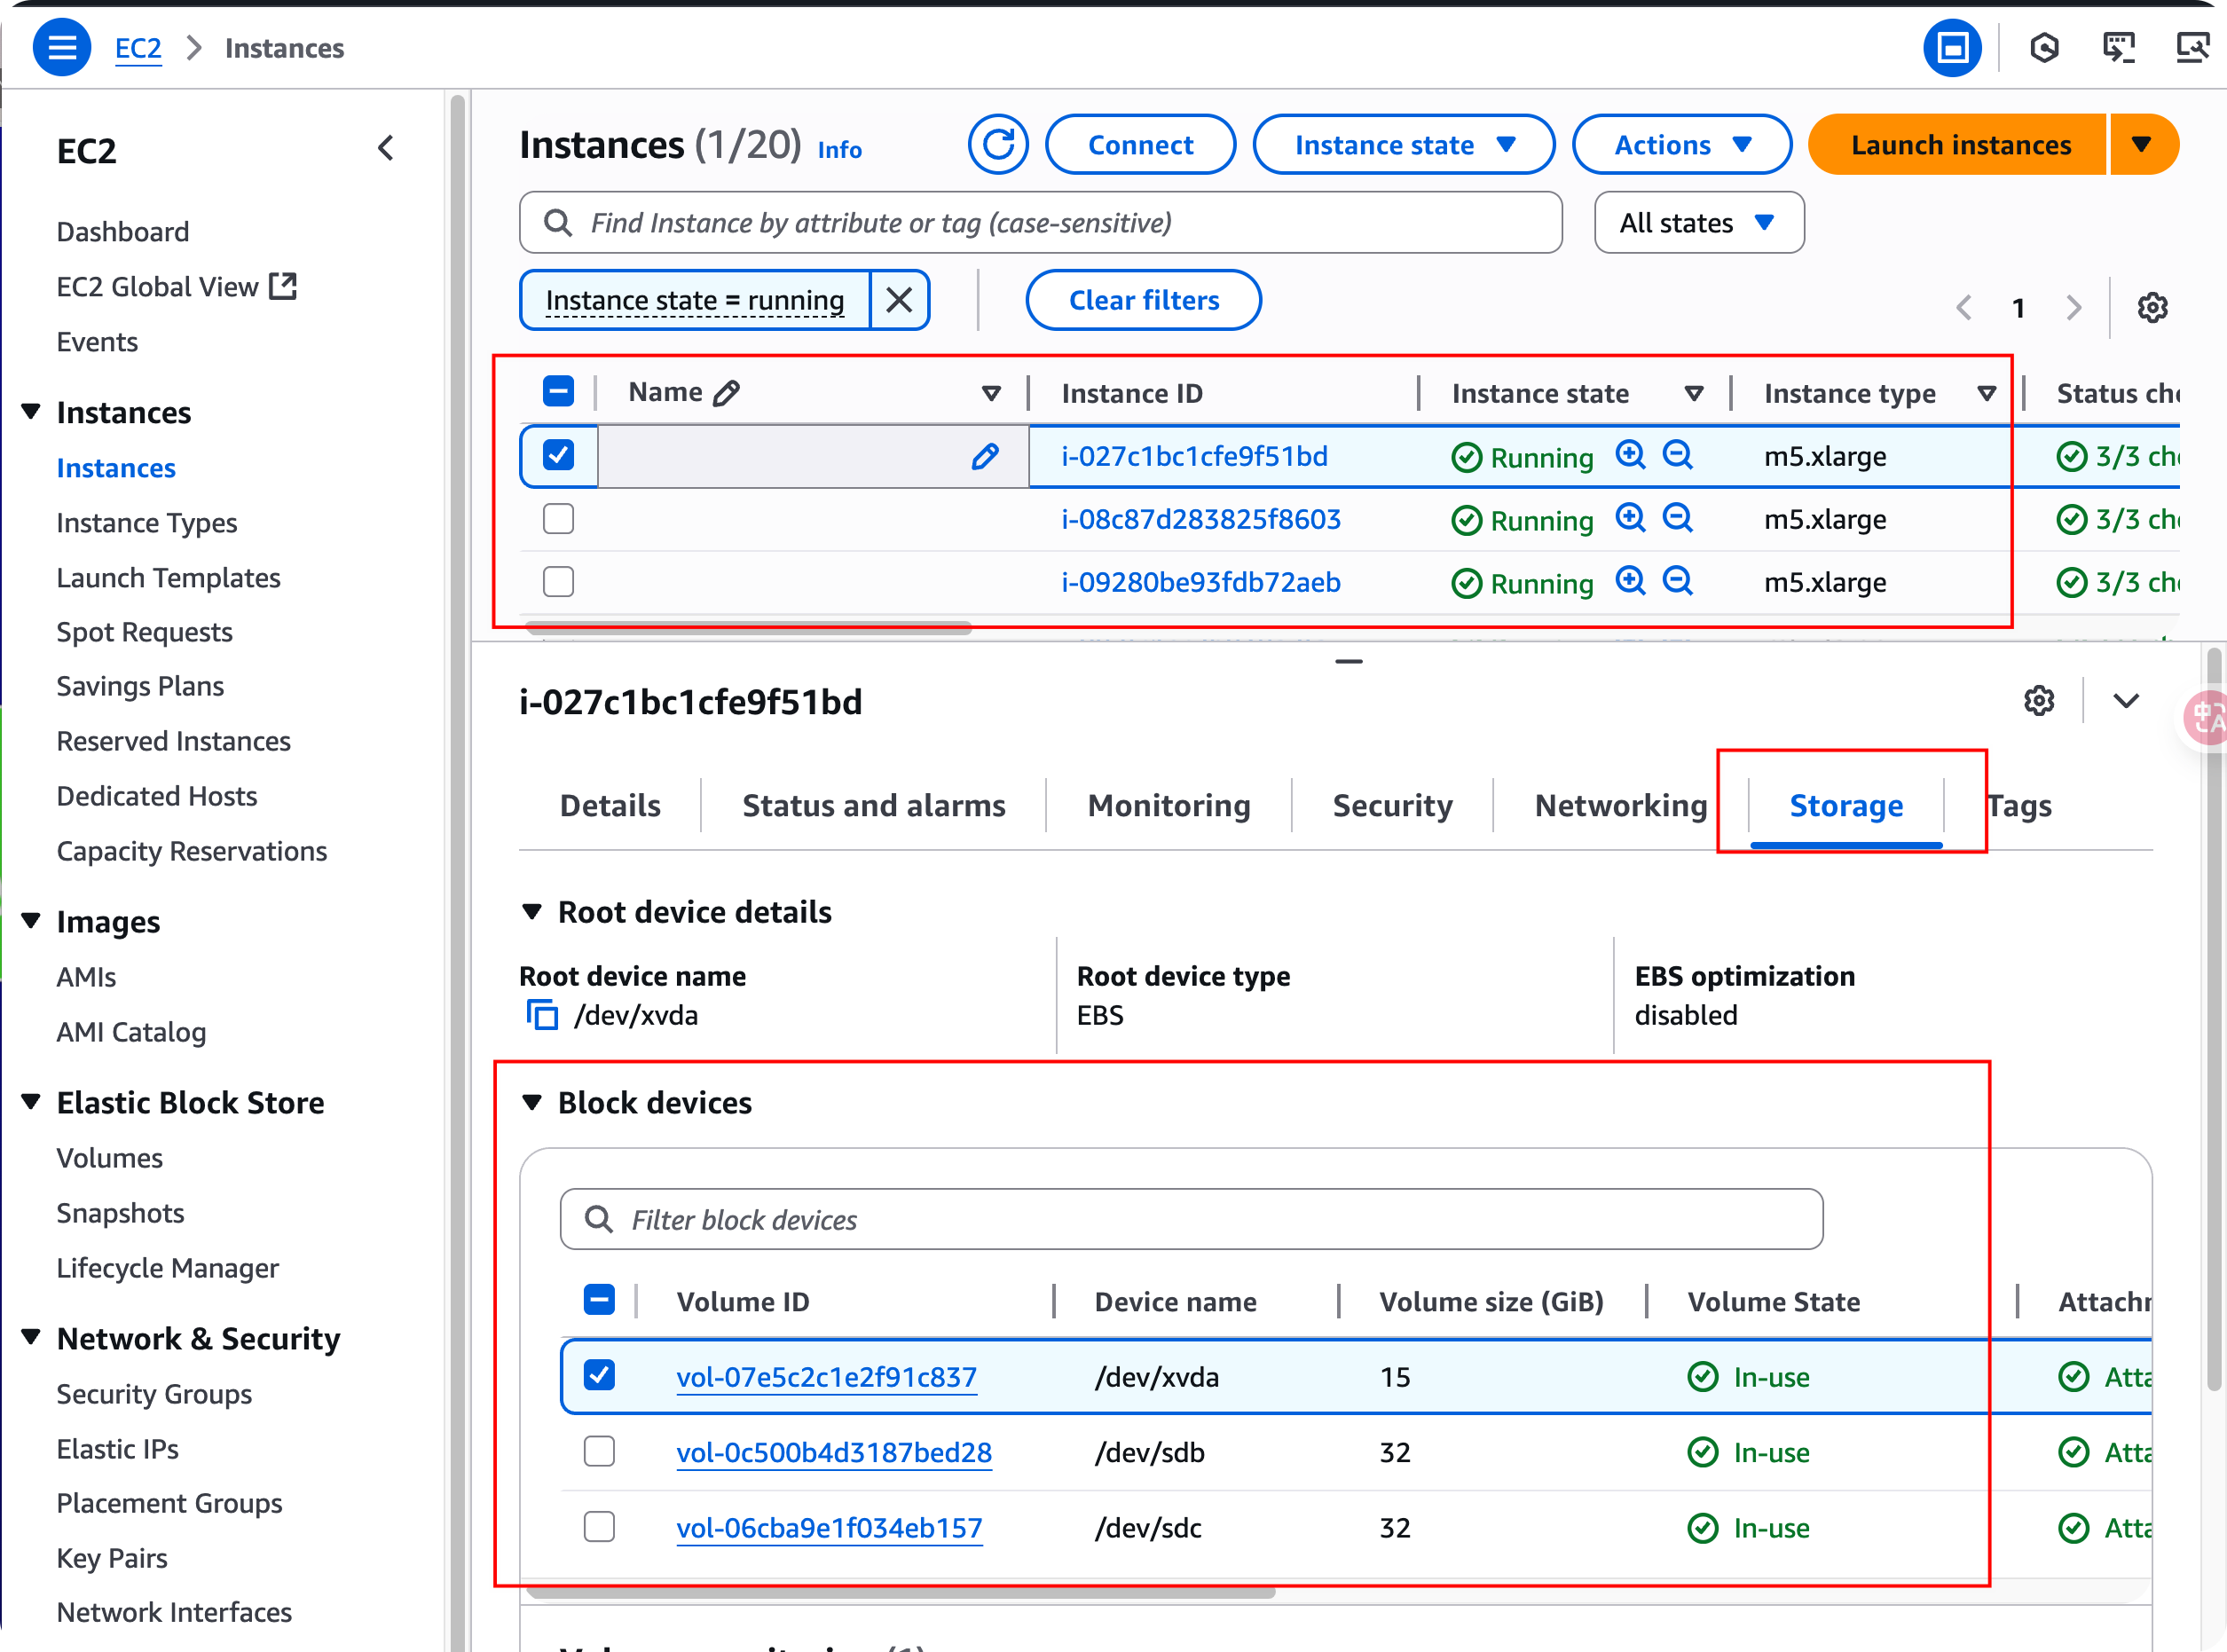 EC2 > Instances
EC2
Dashboard
EC2 Global View
Events
Instances
Instances
Instance Types
Launch Templates
Spot Requests
Savings Plans
Reserved Instances
Dedicated Hosts
Capacity Reservations
Images
AMIs
AMI Catalog
Elastic Block Store
Volumes
Snapshots
Lifecycle Manager
Network & Security
Security Groups
Elastic IPs
Placement Groups
Key Pairs
Network Interfaces
Instances (1/20) Info
Connect
Instance state
Actions
Launch instances
Find Instance by attribute or tag (case-sensitive)
All states
Instance state = running
Clear filters
1
Name Instance ID Instance state Instance type Status che
i-027c1bc1cfe9f51bd Running m5.xlarge 3/3 che
i-08c87d283825f8603 Running m5.xlarge 3/3 che
i-09280be93fdb72aeb Running m5.xlarge 3/3 che
i-027c1bc1cfe9f51bd
Details Status and alarms Monitoring Security Networking Storage Tags
Root device details
Root device name Root device type EBS optimization
/dev/xvda EBS disabled
Block devices
Filter block devices
Volume ID Device name Volume size (GiB) Volume State Attachm
vol-07e5c2c1e2f91c837 /dev/xvda 15 In-use Atta
vol-0c500b4d3187bed28 /dev/sdb 32 In-use Atta
vol-06cba9e1f034eb157 /dev/sdc 32 In-use Atta